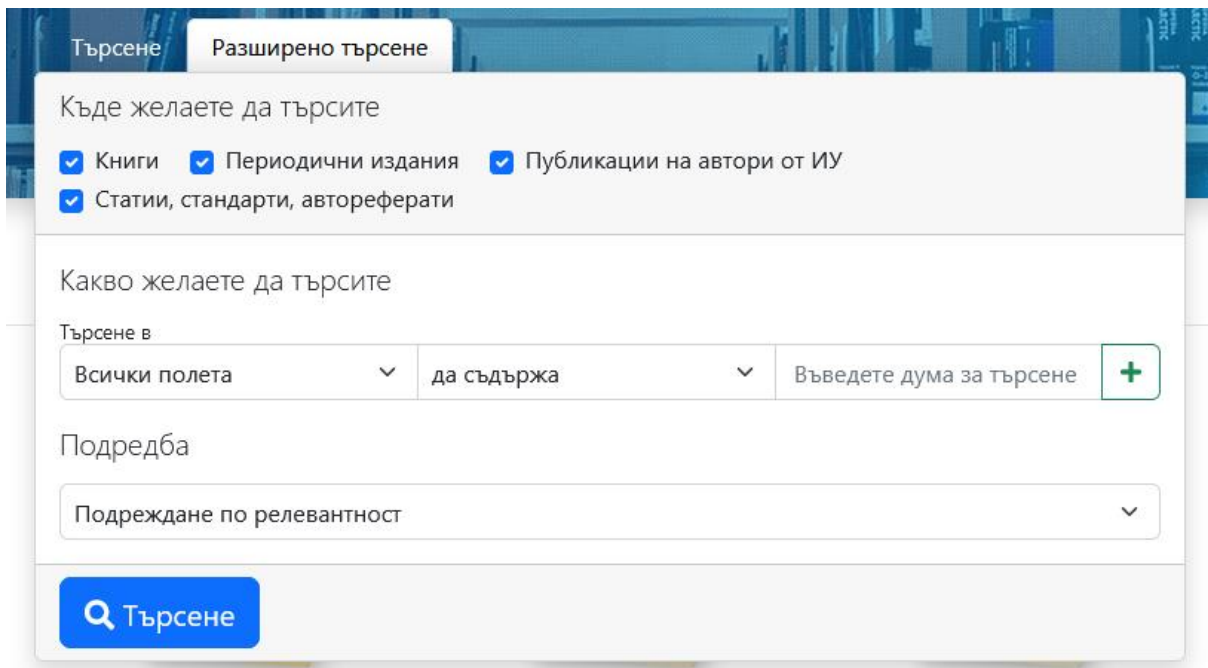 Търсене Разширено търсене
Къде желаете да търсите
Книги Периодични издания Публикации на автори от ИУ
Статии, стандарти, автореферати
Какво желаете да търсите
Търсене в
Всички полета да съдържа Въведете дума за търсене +
Подредба
Подреждане по релевантност
Търсене